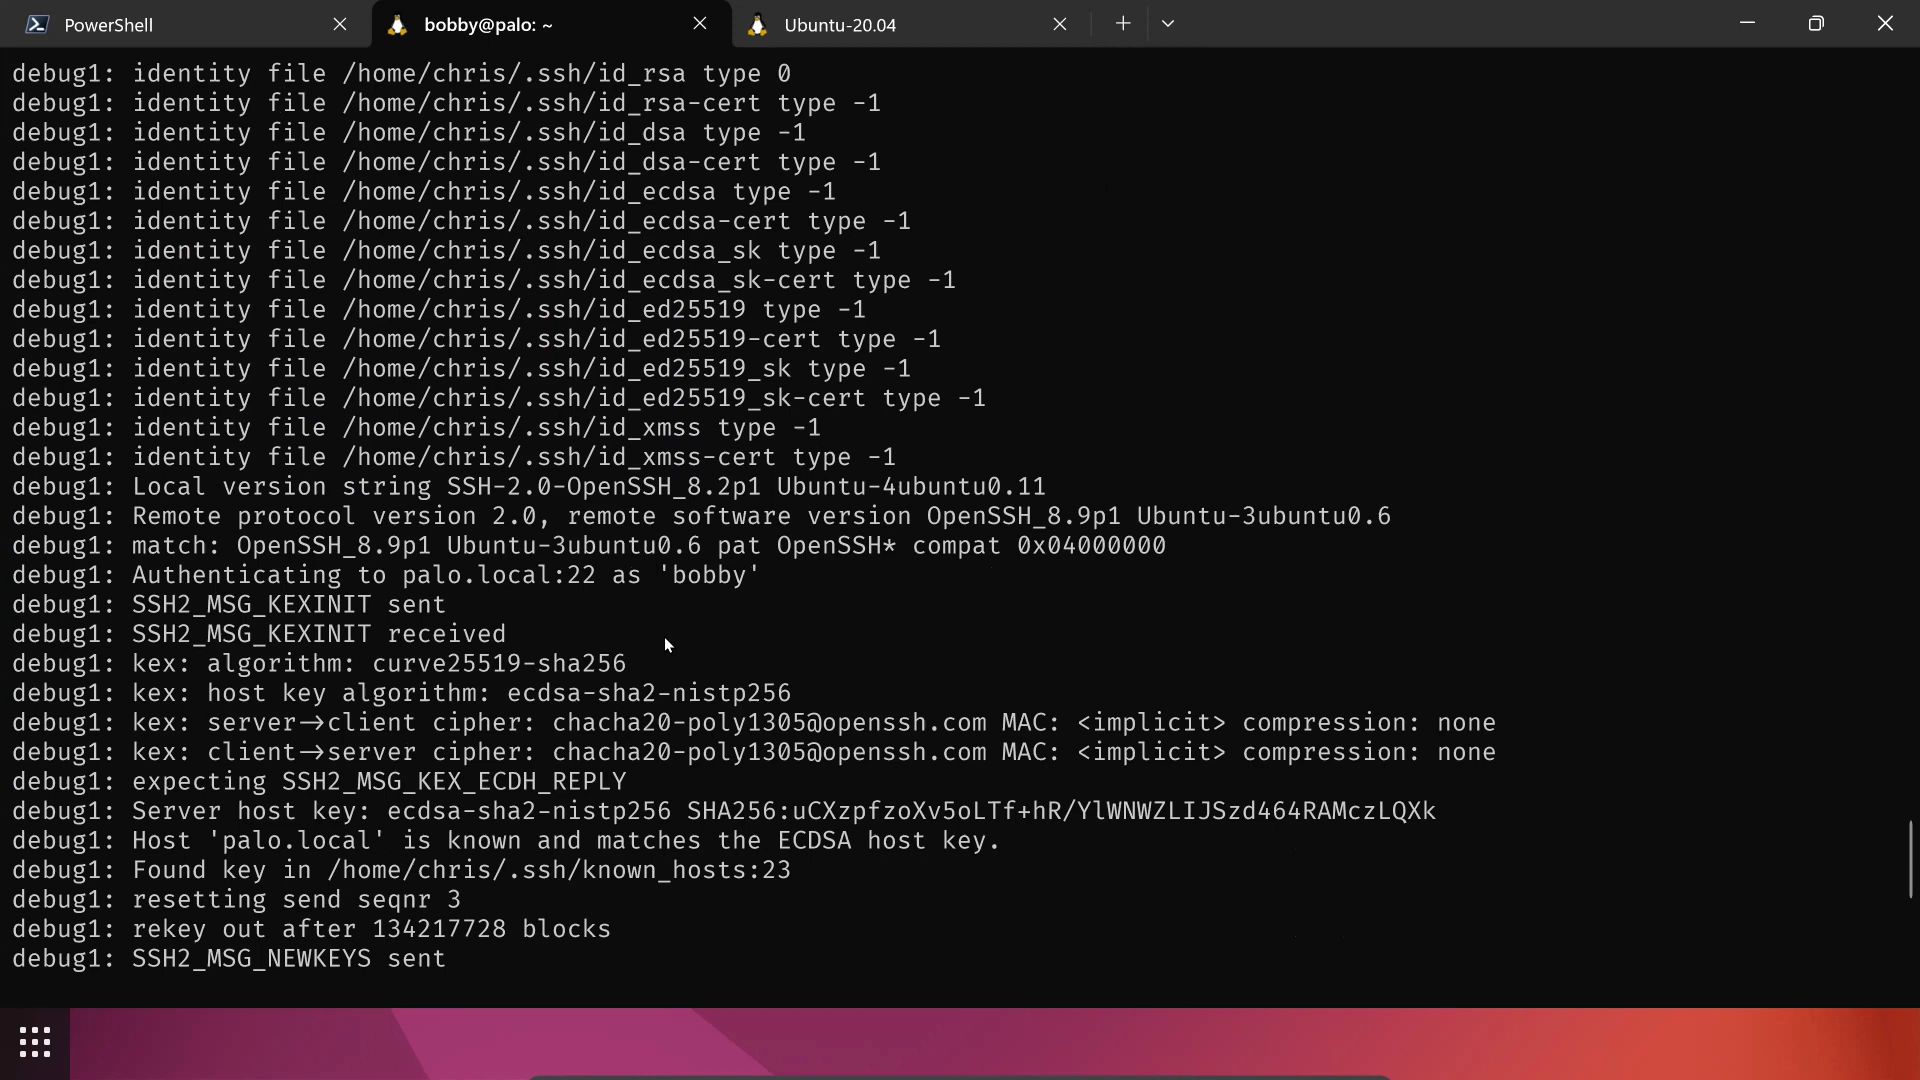 PowerShell
bobby@palo: ~
Ubuntu-20.04
debug1: identity file /home/chris/.ssh/id_rsa type 0
debug1: identity file /home/chris/.ssh/id_rsa-cert type -1
debug1: identity file /home/chris/.ssh/id_dsa type -1
debug1: identity file /home/chris/.ssh/id_dsa-cert type -1
debug1: identity file /home/chris/.ssh/id_ecdsa type -1
debug1: identity file /home/chris/.ssh/id_ecdsa-cert type -1
debug1: identity file /home/chris/.ssh/id_ecdsa_sk type -1
debug1: identity file /home/chris/.ssh/id_ecdsa_sk-cert type -1
debug1: identity file /home/chris/.ssh/id_ed25519 type -1
debug1: identity file /home/chris/.ssh/id_ed25519-cert type -1
debug1: identity file /home/chris/.ssh/id_ed25519_sk type -1
debug1: identity file /home/chris/.ssh/id_ed25519_sk-cert type -1
debug1: identity file /home/chris/.ssh/id_xmss type -1
debug1: identity file /home/chris/.ssh/id_xmss-cert type -1
debug1: Local version string SSH-2.0-OpenSSH_8.2p1 Ubuntu-4ubuntu0.11
debug1: Remote protocol version 2.0, remote software version OpenSSH_8.9p1 Ubuntu-3ubuntu0.6
debug1: match: OpenSSH_8.9p1 Ubuntu-3ubuntu0.6 pat OpenSSH* compat 0x04000000
debug1: Authenticating to palo.local:22 as 'bobby'
debug1: SSH2_MSG_KEXINIT sent
debug1: SSH2_MSG_KEXINIT received
debug1: kex: algorithm: curve25519-sha256
debug1: kex: host key algorithm: ecdsa-sha2-nistp256
debug1: kex: server→client cipher: chacha20-poly1305@openssh.com MAC: <implicit> compression: none
debug1: kex: client→server cipher: chacha20-poly1305@openssh.com MAC: <implicit> compression: none
debug1: expecting SSH2_MSG_KEX_ECDH_REPLY
debug1: Server host key: ecdsa-sha2-nistp256 SHA256:uCXzpfzoXv5oLTf+hR/YlWNWZLIJSzd464RAMczLQXk
debug1: Host 'palo.local' is known and matches the ECDSA host key.
debug1: Found key in /home/chris/.ssh/known_hosts:23
debug1: resetting send seqnr 3
debug1: rekey out after 134217728 blocks
debug1: SSH2_MSG_NEWKEYS sent